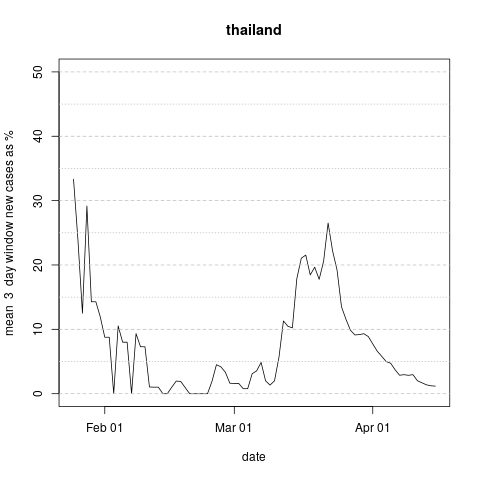 thailand
mean  3  day window new cases as %
50
40
30
20
10
0
Feb 01
Mar 01
Apr 01
date